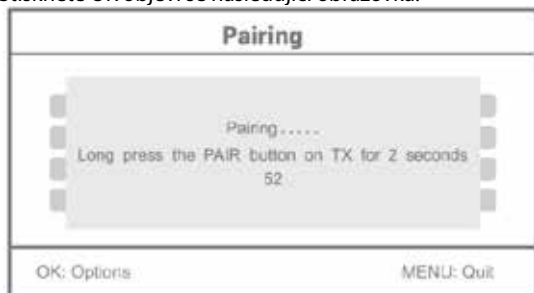 Pairing
Pairing.....
Long press the PAIR button on TX for 2 seconds
52
OK: Options
MENU: Quit